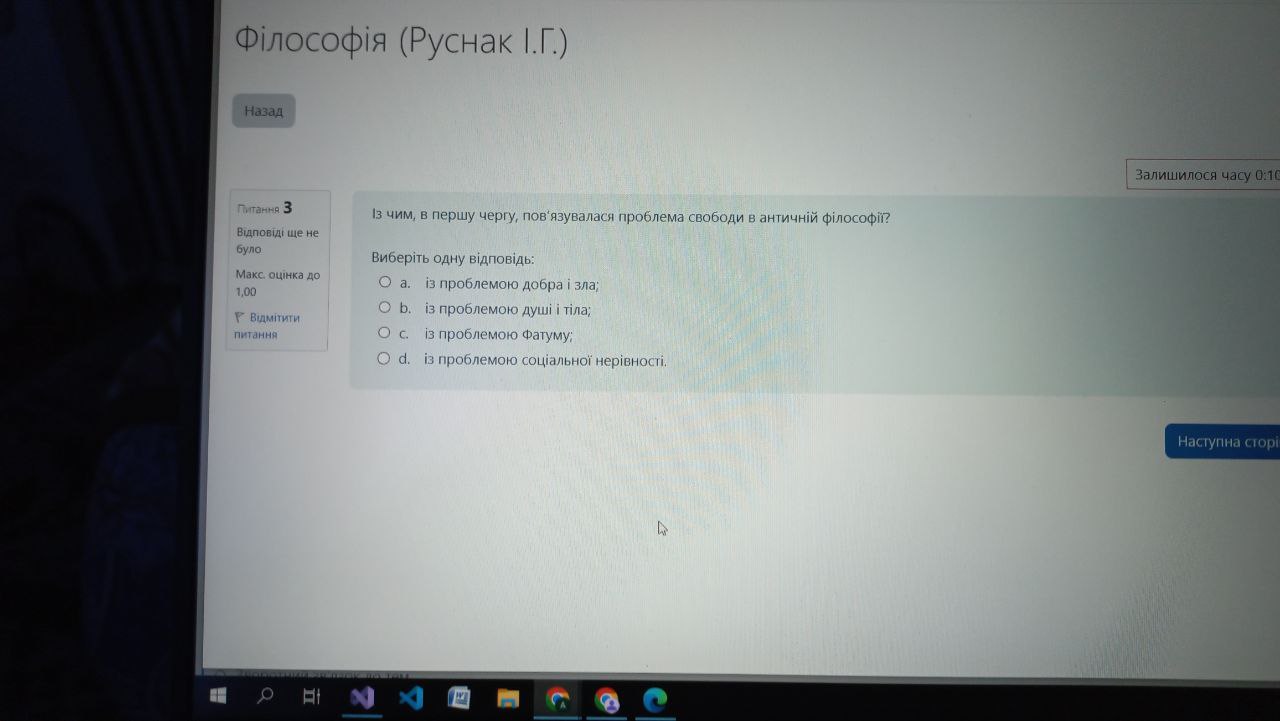 Філософія (Руснак І.Г.)
Назад
Залишилося часу 0:10
Питання 3
Відповіді ще не
було
Макс. оцінка до
1,00
Відмітити
питання
Із чим, в першу чергу, пов'язувалася проблема свободи в античній філософії?
Виберіть одну відповідь:
a. із проблемою добра і зла;
b. із проблемою душі і тіла;
c. із проблемою Фатуму;
d. із проблемою соціальної нерівності.
Наступна сторі